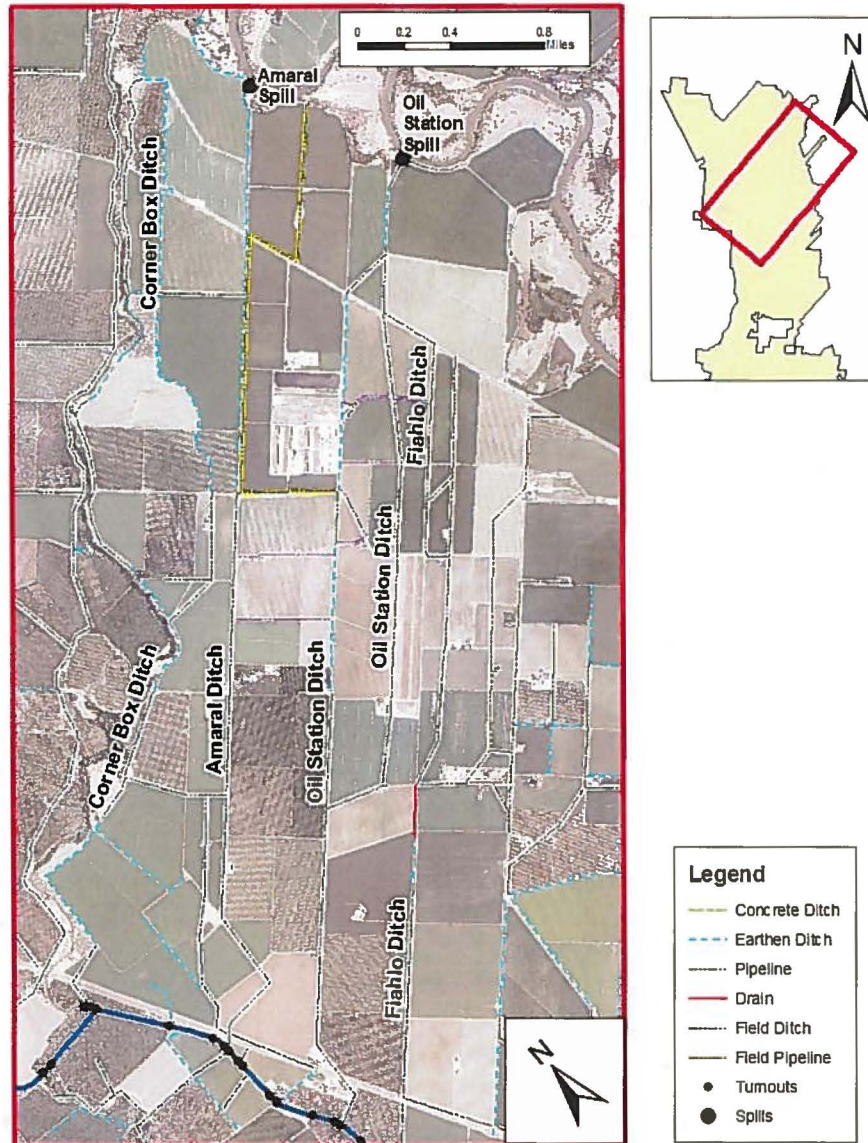 0 0.2 0.4 0.8
Miles
Amaral
Spill
Oil
Station
Spill
N
Corner Box Ditch
Fiahlo Ditch
Oil Station Ditch
Amaral Ditch
Oil Station Ditch
Corner Box Ditch
Fiahlo Ditch
N
Legend
Concrete Ditch
Earthen Ditch
Pipeline
Drain
Field Ditch
Field Pipeline
Turnouts
Spills